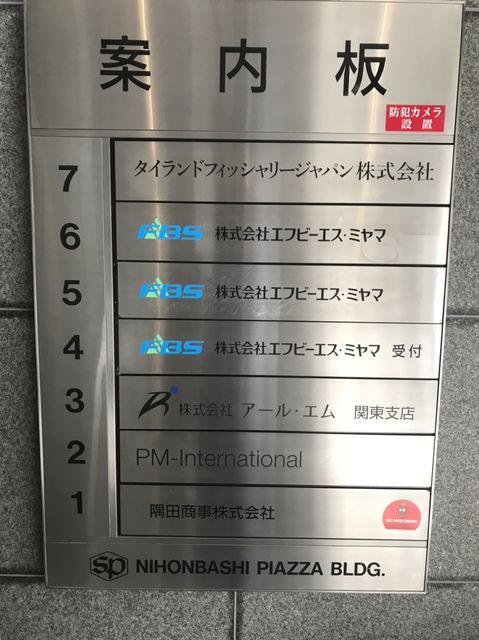 案内板
防犯カメラ
設置
7 タイランドフィッシャリージャパン株式会社
6 FBS 株式会社エフビーエス・ミヤマ
5 FBS 株式会社エフビーエス・ミヤマ
4 FBS 株式会社エフビーエス・ミヤマ 受付
3 株式会社 アール・エム 関東支店
2 PM-International
1 隅田商事株式会社
sp NIHONBASHI PIAZZA BLDG.